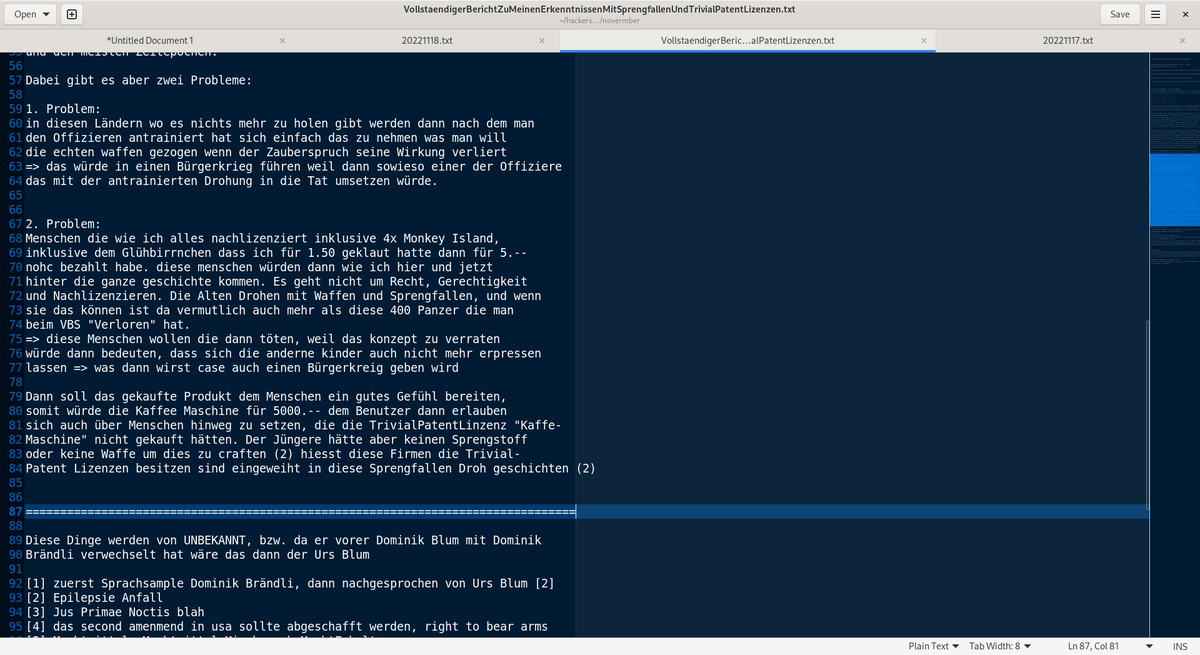 Open
VollstaendigerBerichtZuMeinenErkenntnissenMitSprengfallenUndTrivialPatentLizenzen.txt
~/hackers.../novermber
Save
*Untitled Document 1
20221118.txt
VollstaendigerBeric...alPatentLizenzen.txt
20221117.txt
55 und den meisten Zeitepochen.
56
57 Dabei gibt es aber zwei Probleme:
58
59 1. Problem:
60 in diesen Ländern wo es nichts mehr zu holen gibt werden dann nach dem man
61 den Offizieren antrainiert hat sich einfach das zu nehmen was man will
62 die echten waffen gezogen wenn der Zauberspruch seine Wirkung verliert
63 => das würde in einen Bürgerkrieg führen weil dann sowieso einer der Offiziere
64 das mit der antrainierten Drohung in die Tat umsetzen würde.
65
66
67 2. Problem:
68 Menschen die wie ich alles nachlizenziert inklusive 4x Monkey Island,
69 inklusive dem Glühbirrnchen dass ich für 1.50 geklaut hatte dann für 5.--
70 nohc bezahlt habe. diese menschen würden dann wie ich hier und jetzt
71 hinter die ganze geschichte kommen. Es geht nicht um Recht, Gerechtigkeit
72 und Nachlizenzieren. Die Alten Drohen mit Waffen und Sprengfallen, und wenn
73 sie das können ist da vermutlich auch mehr als diese 400 Panzer die man
74 beim VBS "Verloren" hat.
75 => diese Menschen wollen die dann töten, weil das konzept zu verraten
76 würde dann bedeuten, dass sich die anderne kinder auch nicht mehr erpressen
77 lassen => was dann wirst case auch einen Bürgerkreig geben wird
78
79 Dann soll das gekaufte Produkt dem Menschen ein gutes Gefühl bereiten,
80 somit würde die Kaffee Maschine für 5000.-- dem Benutzer dann erlauben
81 sich auch über Menschen hinweg zu setzen, die die TrivialPatentLinzenz "Kaffe-
82 Maschine" nicht gekauft hätten. Der Jüngere hätte aber keinen Sprengstoff
83 oder keine Waffe um dies zu craften (2) hiesst diese Firmen die Trivial-
84 Patent Lizenzen besitzen sind eingeweiht in diese Sprengfallen Droh geschichten (2)
85
86
87 ================================================================================
88
89 Diese Dinge werden von UNBEKANNT, bzw. da er vorer Dominik Blum mit Dominik
90 Brändli verwechselt hat wäre das dann der Urs Blum
91
92 [1] zuerst Sprachsample Dominik Brändli, dann nachgesprochen von Urs Blum [2]
93 [2] Epilepsie Anfall
94 [3] Jus Primae Noctis blah
95 [4] das second amenmend in usa sollte abgeschafft werden, right to bear arms
Plain Text
Tab Width: 8
Ln 87, Col 81
INS